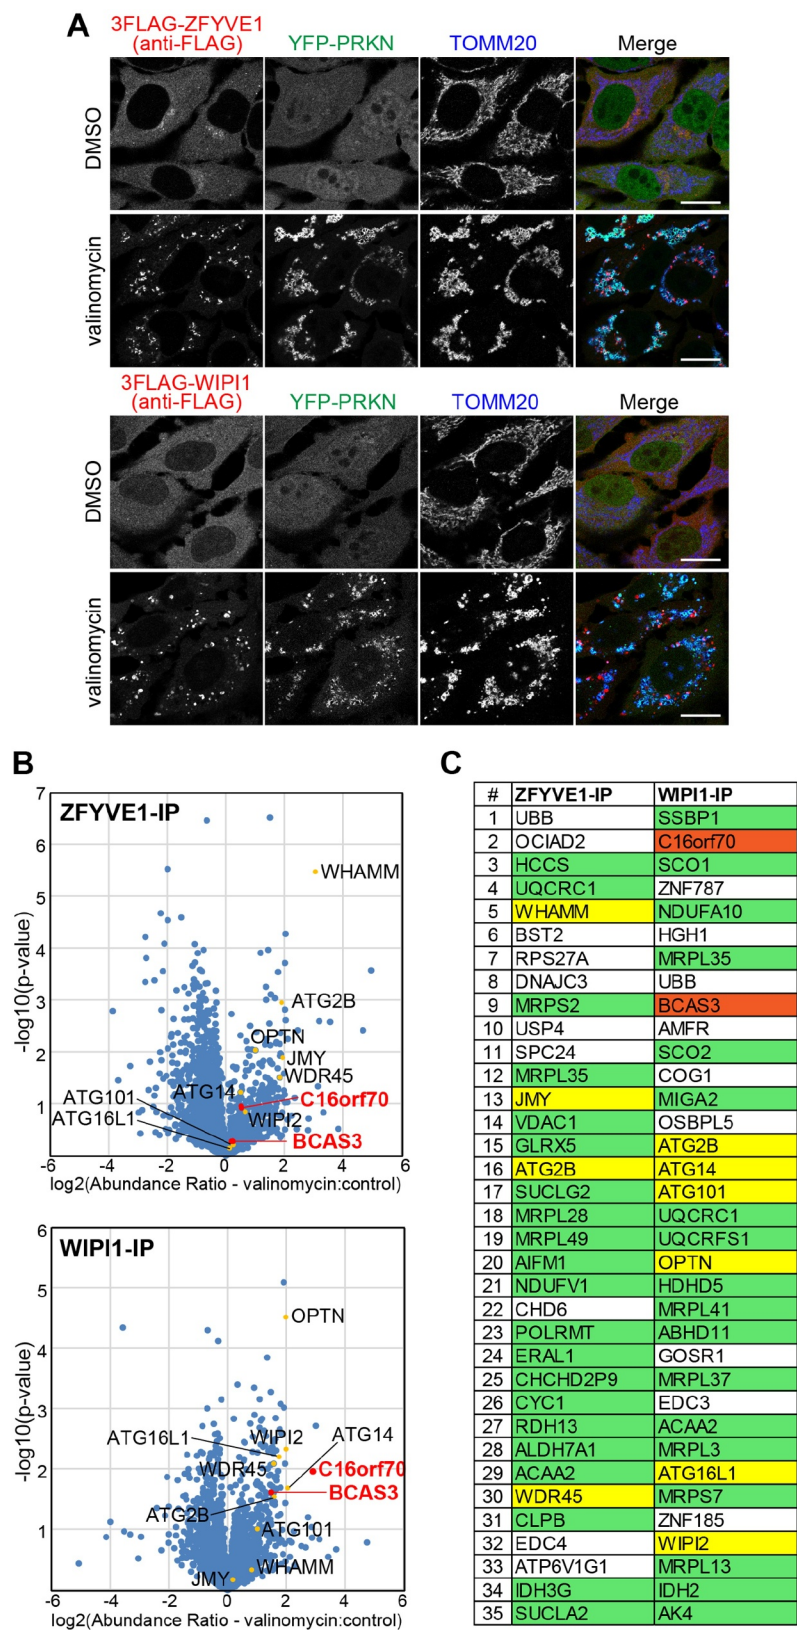 A
3FLAG-ZFYVE1
(anti-FLAG)
YFP-PRKN
TOMM20
Merge
DMSO
valinomycin
3FLAG-WIPI1
(anti-FLAG)
YFP-PRKN
TOMM20
Merge
DMSO
valinomycin
B
ZFYVE1-IP
7
6
5
4
3
2
1
-log10(p-value)
WHAMM
ATG2B
OPTN
JMY
WDR45
ATG14
ATG101
C16orf70
ATG16L1
WIPI2
BCAS3
-6
-4
-2
0
2
4
6
log2(Abundance Ratio - valinomycin:control)
WIPI1-IP
6
5
4
3
2
1
-log10(p-value)
OPTN
WIPI2
ATG14
ATG16L1
WDR45
C16orf70
BCAS3
ATG2B
ATG101
WHAMM
JMY
-6
-4
-2
0
2
4
6
log2(Abundance Ratio - valinomycin:control)
C
# ZFYVE1-IP WIPI1-IP
1 UBB SSBP1
2 OCIAD2 C16orf70
3 HCCS SCO1
4 UQCRC1 ZNF787
5 WHAMM NDUFA10
6 BST2 HGH1
7 RPS27A MRPL35
8 DNAJC3 UBB
9 MRPS2 BCAS3
10 USP4 AMFR
11 SPC24 SCO2
12 MRPL35 COG1
13 JMY MIGA2
14 VDAC1 OSBPL5
15 GLRX5 ATG2B
16 ATG2B ATG14
17 SUCLG2 ATG101
18 MRPL28 UQCRC1
19 MRPL49 UQCRFS1
20 AIFM1 OPTN
21 NDUFV1 HDHD5
22 CHD6 MRPL41
23 POLRMT ABHD11
24 ERAL1 GOSR1
25 CHCHD2P9 MRPL37
26 CYC1 EDC3
27 RDH13 ACAA2
28 ALDH7A1 MRPL3
29 ACAA2 ATG16L1
30 WDR45 MRPS7
31 CLPB ZNF185
32 EDC4 WIPI2
33 ATP6V1G1 MRPL13
34 IDH3G IDH2
35 SUCLA2 AK4